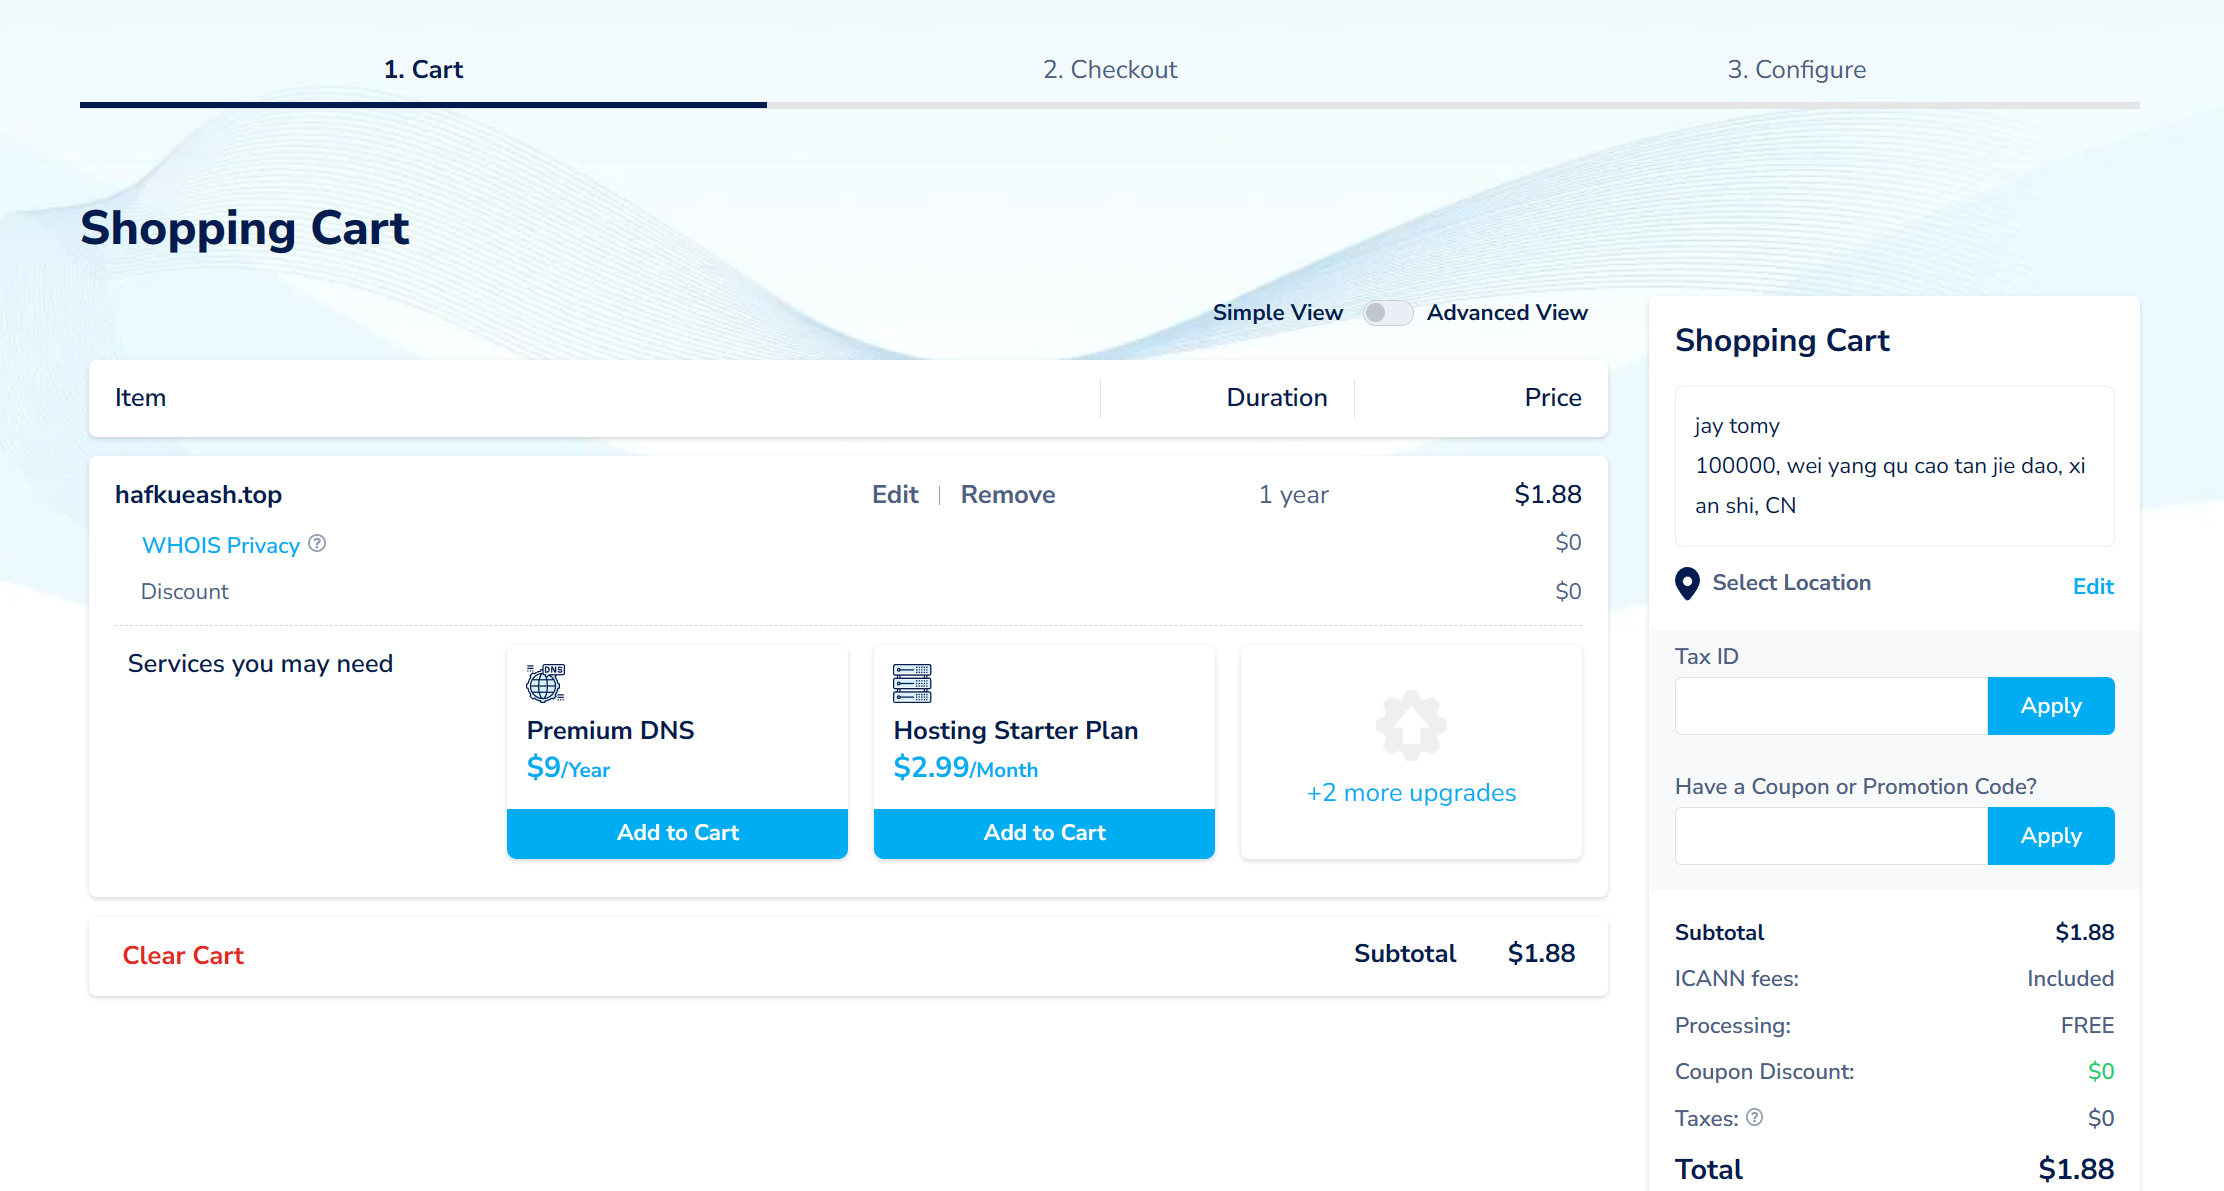 1. Cart
2. Checkout
3. Configure
Shopping Cart
Simple View
Advanced View
Item
Duration
Price
hafkueash.top
Edit
Remove
1 year
$1.88
WHOIS Privacy ?
$0
Discount
$0
Services you may need
DNS
Premium DNS
$9/Year
Add to Cart
Hosting Starter Plan
$2.99/Month
Add to Cart
+2 more upgrades
Clear Cart
Subtotal
$1.88
Shopping Cart
jay tomy
100000, wei yang qu cao tan jie dao, xi
an shi, CN
Select Location
Edit
Tax ID
Apply
Have a Coupon or Promotion Code?
Apply
Subtotal
$1.88
ICANN fees:
Included
Processing:
FREE
Coupon Discount:
$0
Taxes: ?
$0
Total
$1.88